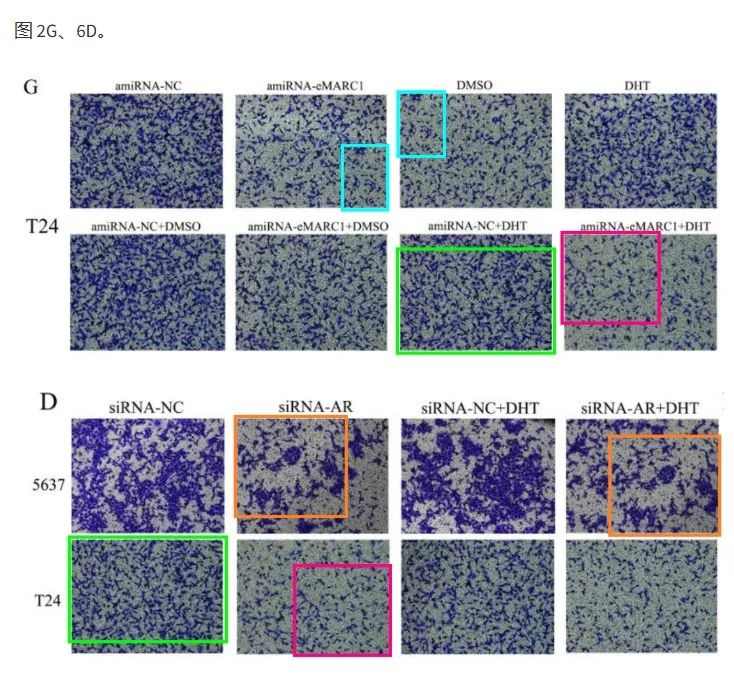 图 2G、6D。
G
amiRNA-NC amiRNA-eMARC1 DMSO DHT
T24
amiRNA-NC+DMSO amiRNA-eMARC1+DMSO amiRNA-NC+DHT amiRNA-eMARC1+DHT
D
siRNA-NC siRNA-AR siRNA-NC+DHT siRNA-AR+DHT
5637
T24